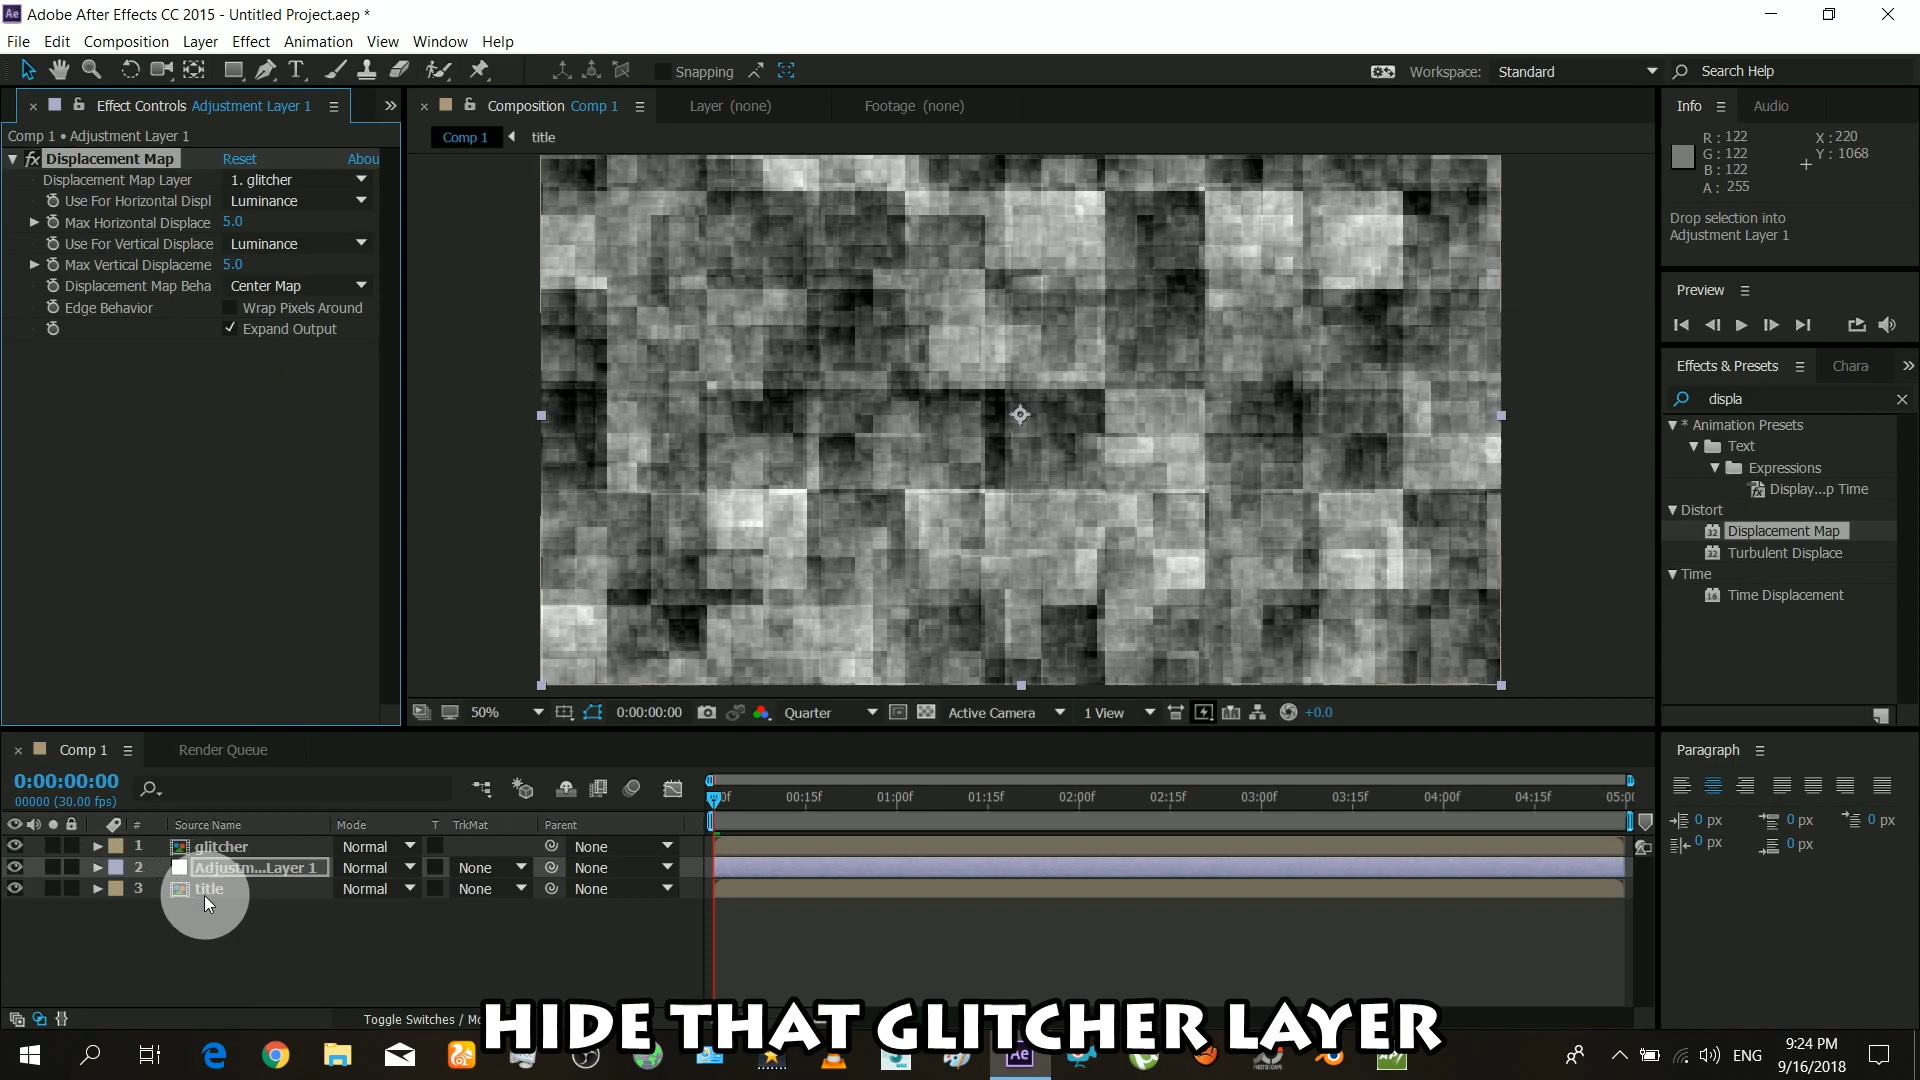 Adobe After Effects CC 2015 - Untitled Project.aep *
File Edit Composition Layer Effect Animation View Window Help
Snapping
Workspace: Standard
Search Help
Effect Controls Adjustment Layer 1
Composition Comp 1
Layer (none)
Footage (none)
Info
Audio
Comp 1 • Adjustment Layer 1
Comp 1
title
R: 122
G: 122
B: 122
A: 255
X: 220
Y: 1068
fx Displacement Map Reset Abou
Displacement Map Layer 1. glitcher
Use For Horizontal Displ Luminance
Max Horizontal Displace 5.0
Use For Vertical Displace Luminance
Max Vertical Displaceme 5.0
Displacement Map Beha Center Map
Edge Behavior Wrap Pixels Around
Expand Output
Drop selection into
Adjustment Layer 1
Preview
Effects & Presets
Chara
displa
* Animation Presets
Text
Expressions
Display...p Time
Distort
Displacement Map
Turbulent Displace
Time
Time Displacement
50%
0:00:00:00
Quarter
Active Camera
1 View
+0.0
Comp 1
Render Queue
0:00:00:00
00000 (30.00 fps)
0f 00:15f 01:00f 01:15f 02:00f 02:15f 03:00f 03:15f 04:00f 04:15f 05:00
# Source Name Mode T TrkMat Parent
1 glitcher Normal None
2 Adjustm...Layer 1 Normal None None
3 title Normal None None
Toggle Switches / Mo
Paragraph
0 px 0 px 0 px
0 px 0 px
HIDE THAT GLITCHER LAYER
ENG
9:24 PM
9/16/2018